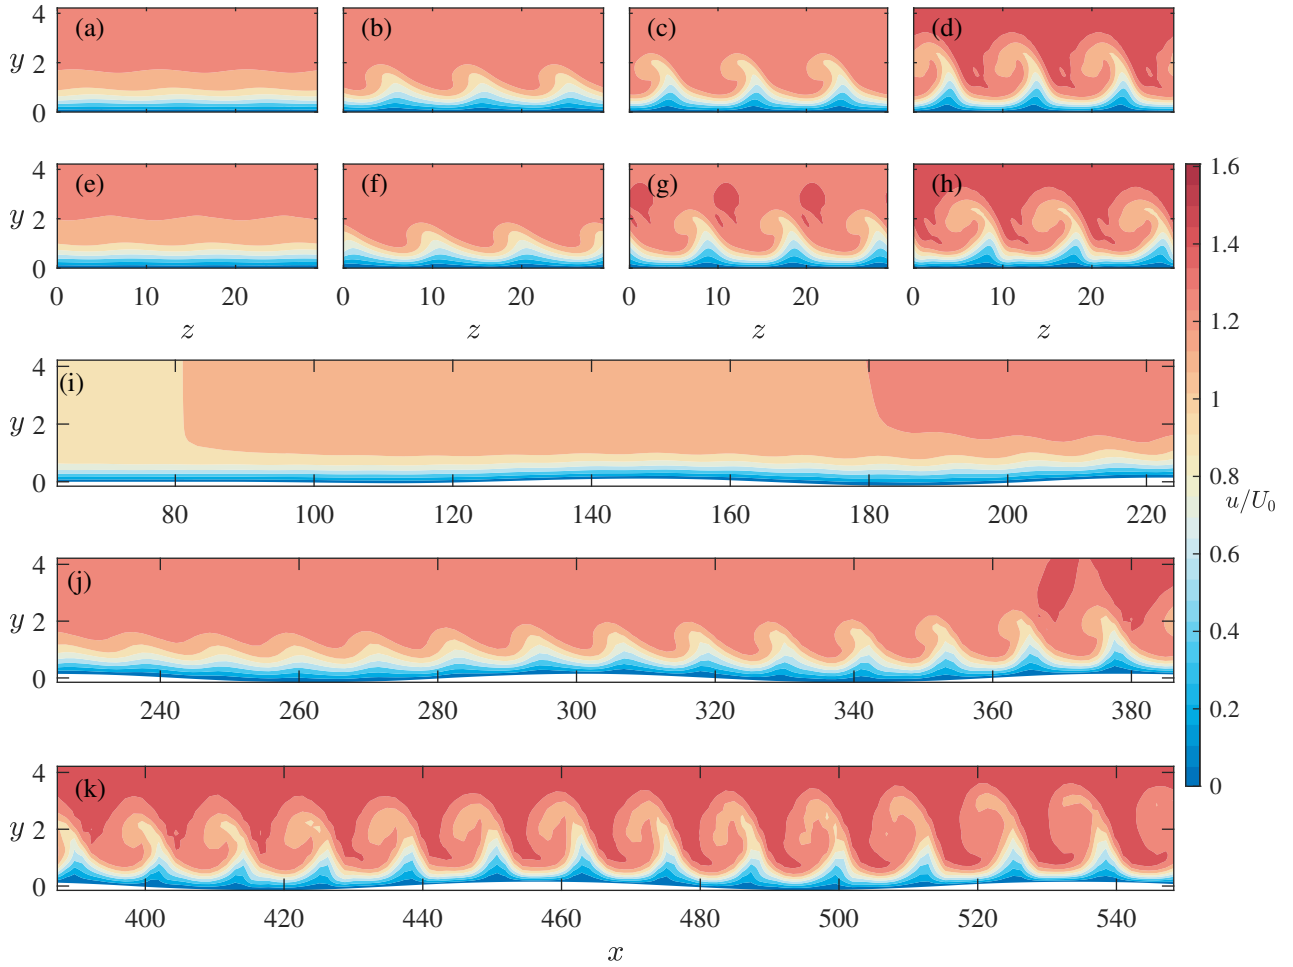 (a) (b) (c) (d)
4
y 2
0
(e) (f) (g) (h)
4
y 2
0
0 10 20 0 10 20 0 10 20 0 10 20
z z z z
1.6
1.4
1.2
1
0.8
u/U0
0.6
0.4
0.2
0
(i)
4
y 2
0
80 100 120 140 160 180 200 220
(j)
4
y 2
0
240 260 280 300 320 340 360 380
(k)
4
y 2
0
400 420 440 460 480 500 520 540
x